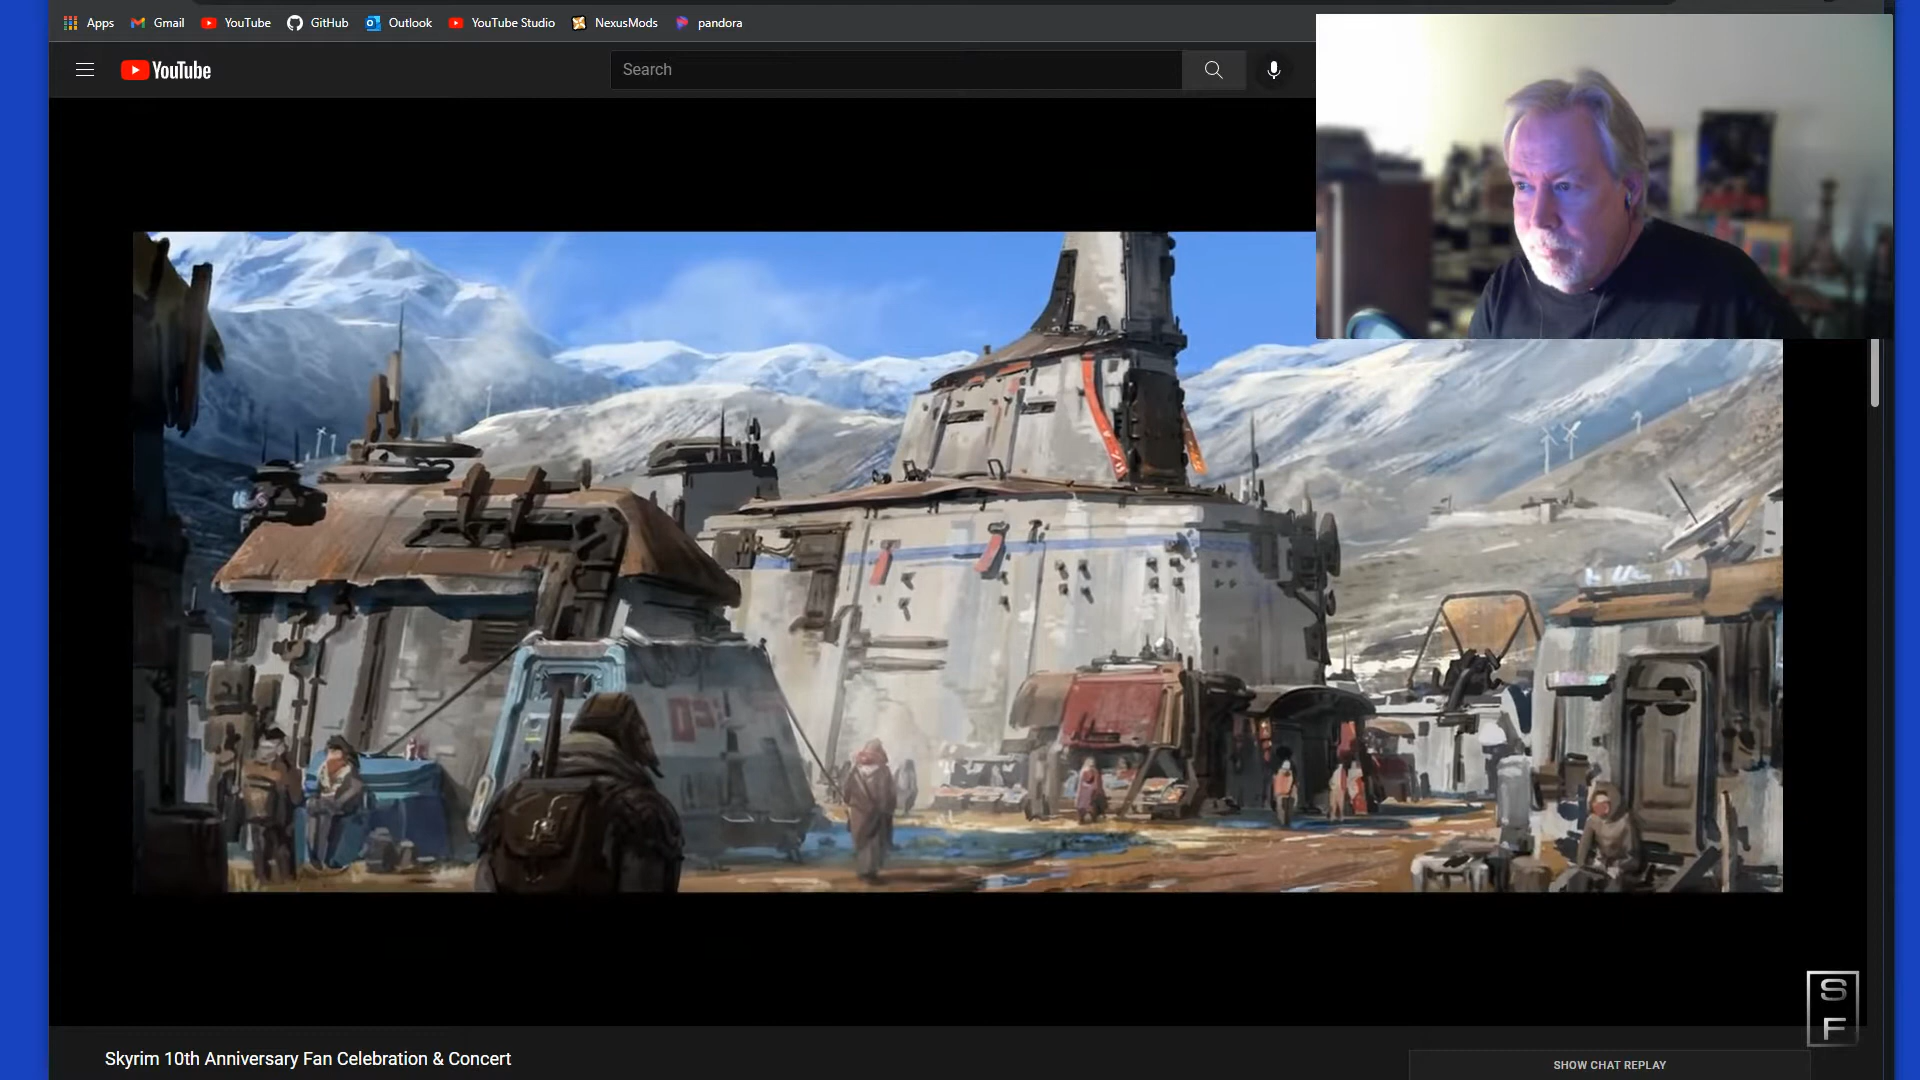 Apps Gmail YouTube GitHub Outlook YouTube Studio NexusMods pandora
YouTube
Search
S
F
Skyrim 10th Anniversary Fan Celebration & Concert
SHOW CHAT REPLAY